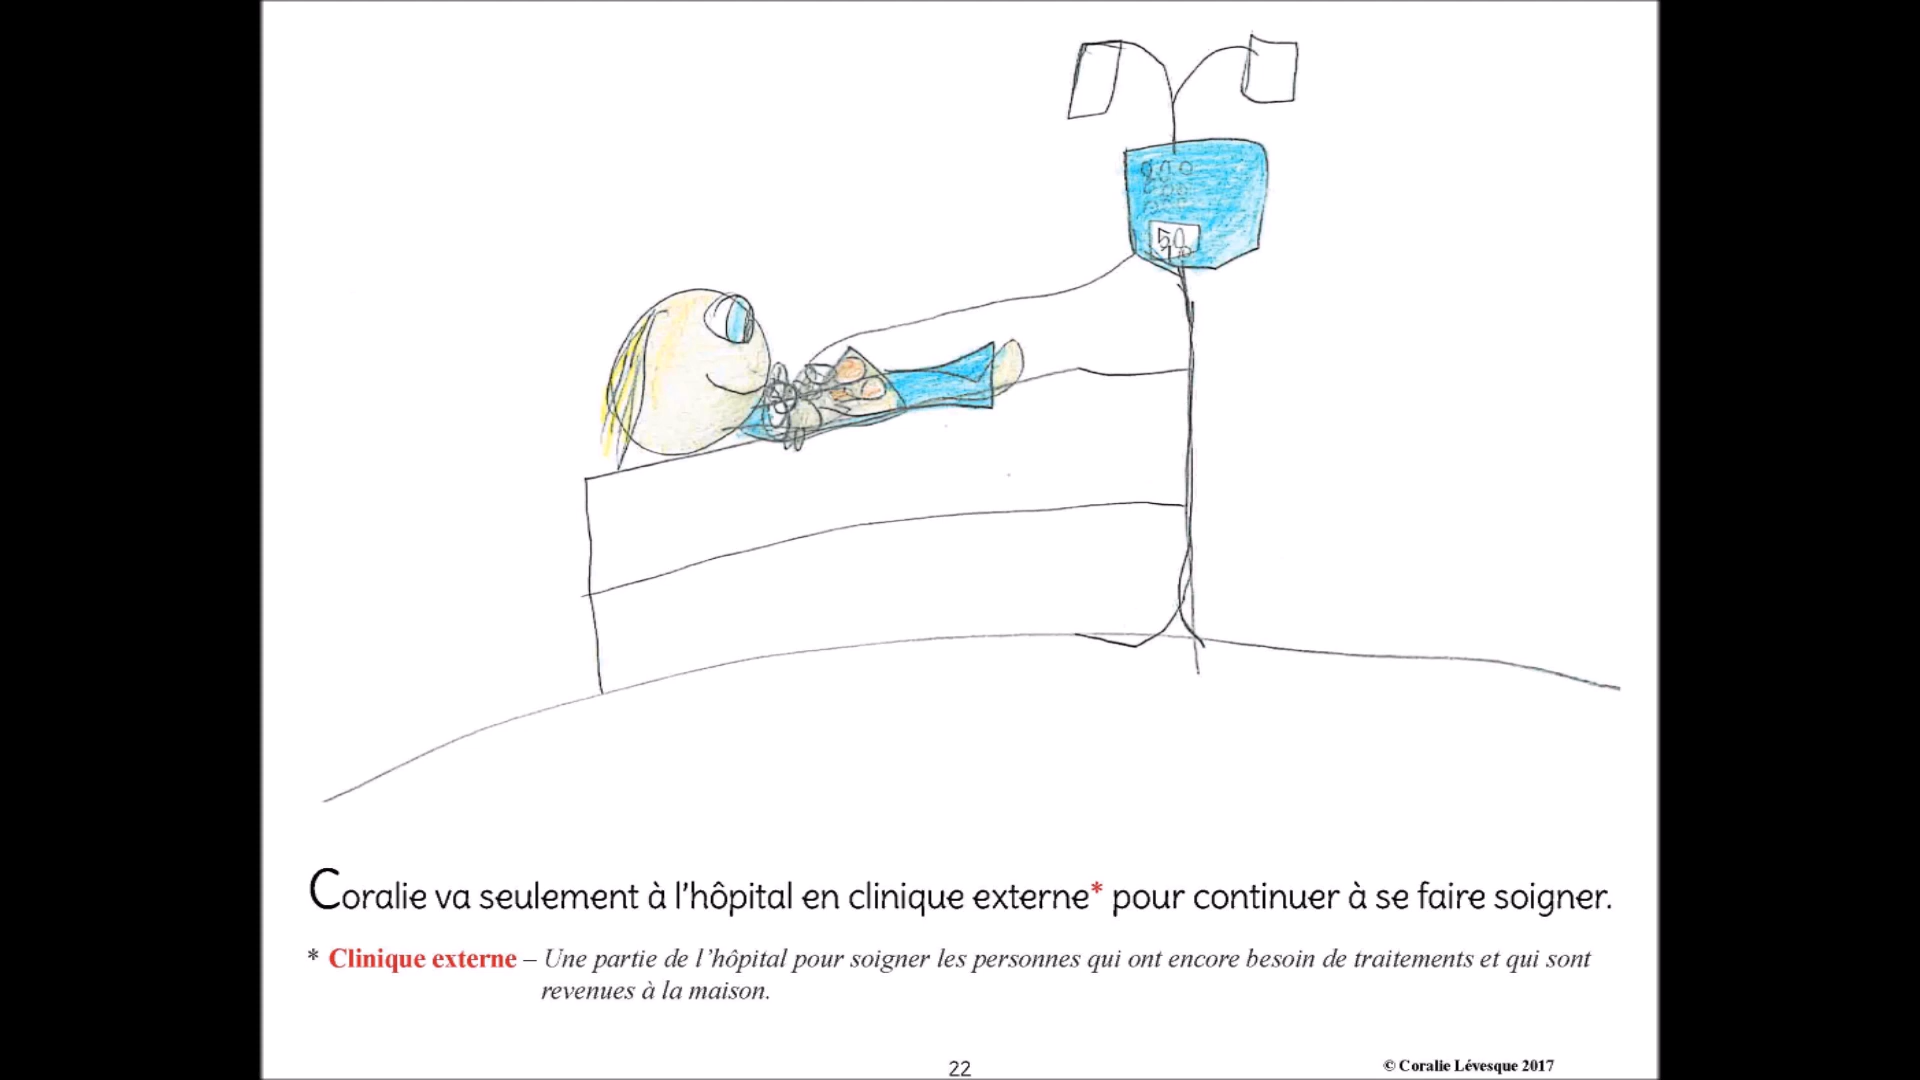 50
Coralie va seulement à l'hôpital en clinique externe* pour continuer à se faire soigner.
* Clinique externe – Une partie de l'hôpital pour soigner les personnes qui ont encore besoin de traitements et qui sont
revenues à la maison.
22
© Coralie Lévesque 2017